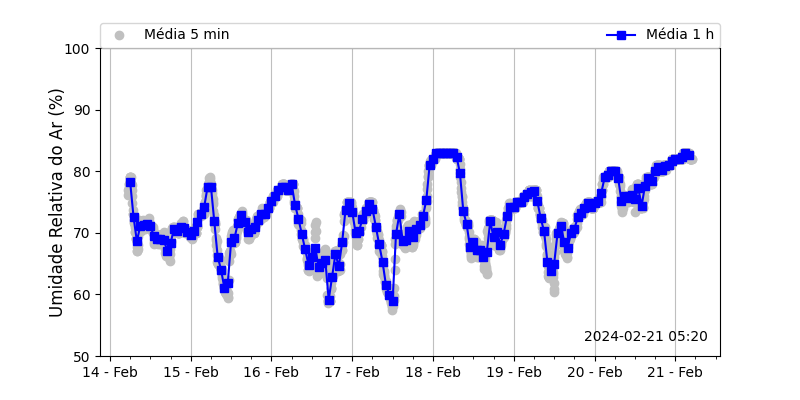 Média 5 min
Média 1 h
Umidade Relativa do Ar (%)
100
90
80
70
60
50
2024-02-21 05:20
14 - Feb
15 - Feb
16 - Feb
17 - Feb
18 - Feb
19 - Feb
20 - Feb
21 - Feb